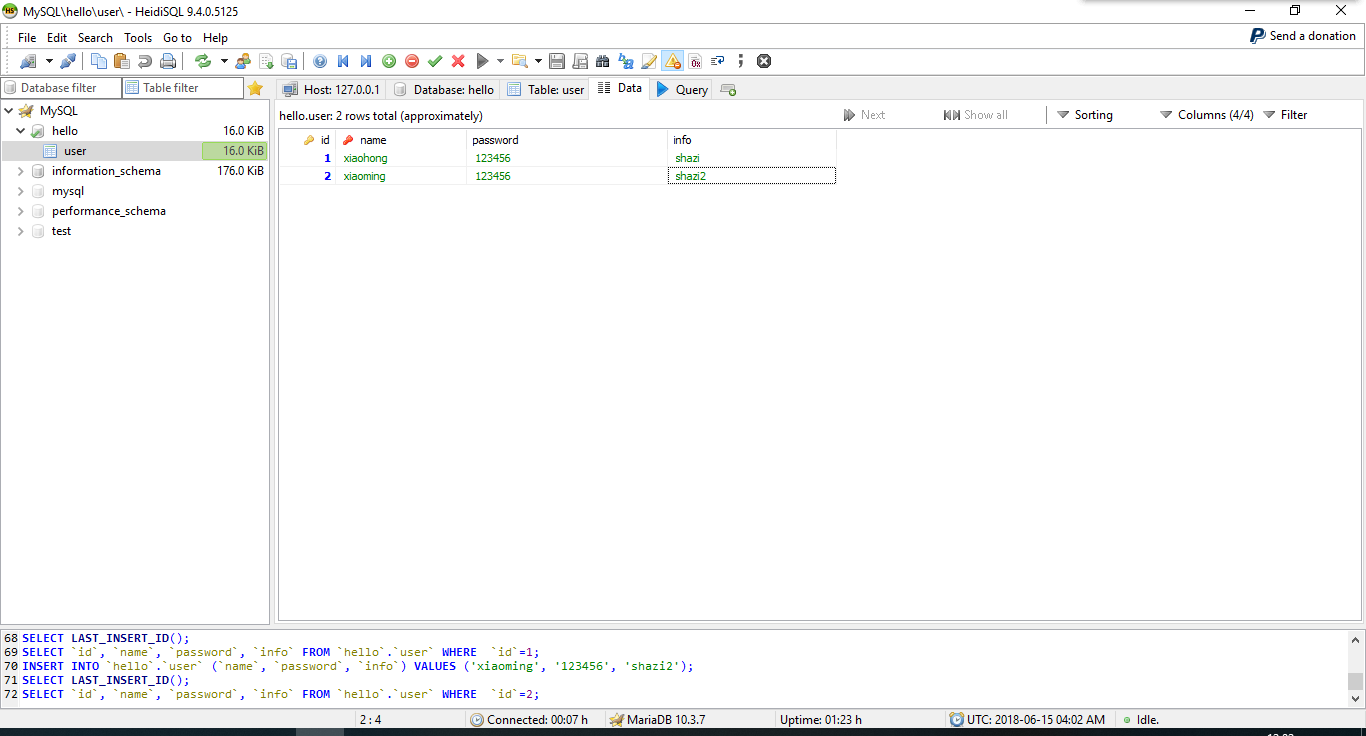 MySQL\hello\user\ - HeidiSQL 9.4.0.5125
File Edit Search Tools Go to Help
Send a donation
Database filter Table filter
Host: 127.0.0.1 Database: hello Table: user Data Query
MySQL
hello 16.0 KiB
user 16.0 KiB
information_schema 176.0 KiB
mysql
performance_schema
test
hello.user: 2 rows total (approximately) Next Show all Sorting Columns (4/4) Filter
id name password info
1 xiaohong 123456 shazi
2 xiaoming 123456 shazi2
68 SELECT LAST_INSERT_ID();
69 SELECT `id`, `name`, `password`, `info` FROM `hello`.`user` WHERE  `id`=1;
70 INSERT INTO `hello`.`user` (`name`, `password`, `info`) VALUES ('xiaoming', '123456', 'shazi2');
71 SELECT LAST_INSERT_ID();
72 SELECT `id`, `name`, `password`, `info` FROM `hello`.`user` WHERE  `id`=2;
2 : 4 Connected: 00:07 h MariaDB 10.3.7 Uptime: 01:23 h UTC: 2018-06-15 04:02 AM Idle.